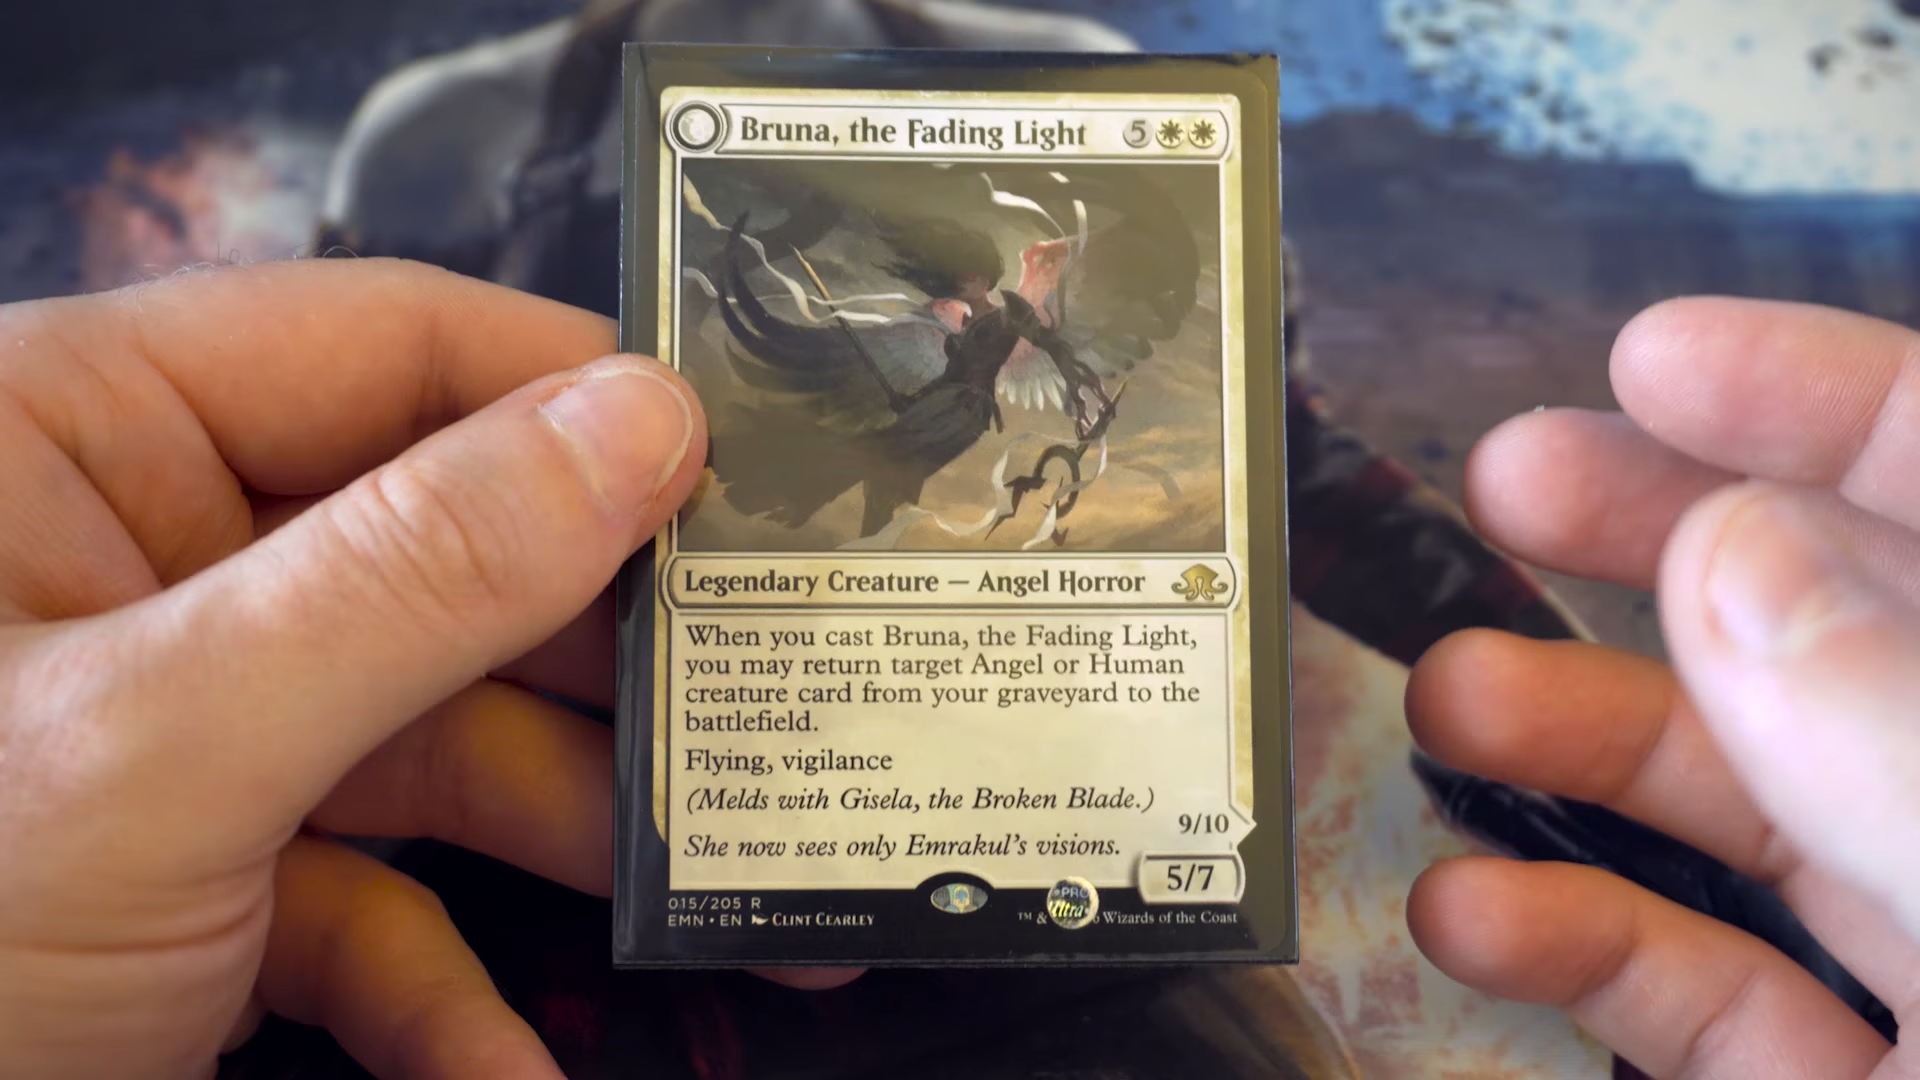 Bruna, the Fading Light 5
Legendary Creature — Angel Horror
When you cast Bruna, the Fading Light,
you may return target Angel or Human
creature card from your graveyard to the
battlefield.
Flying, vigilance
(Melds with Gisela, the Broken Blade.)
9/10
She now sees only Emrakul's visions.
5/7
015/205 R
EMN • EN CLINT CEARLEY
PRO
Ultra
™ & Wizards of the Coast